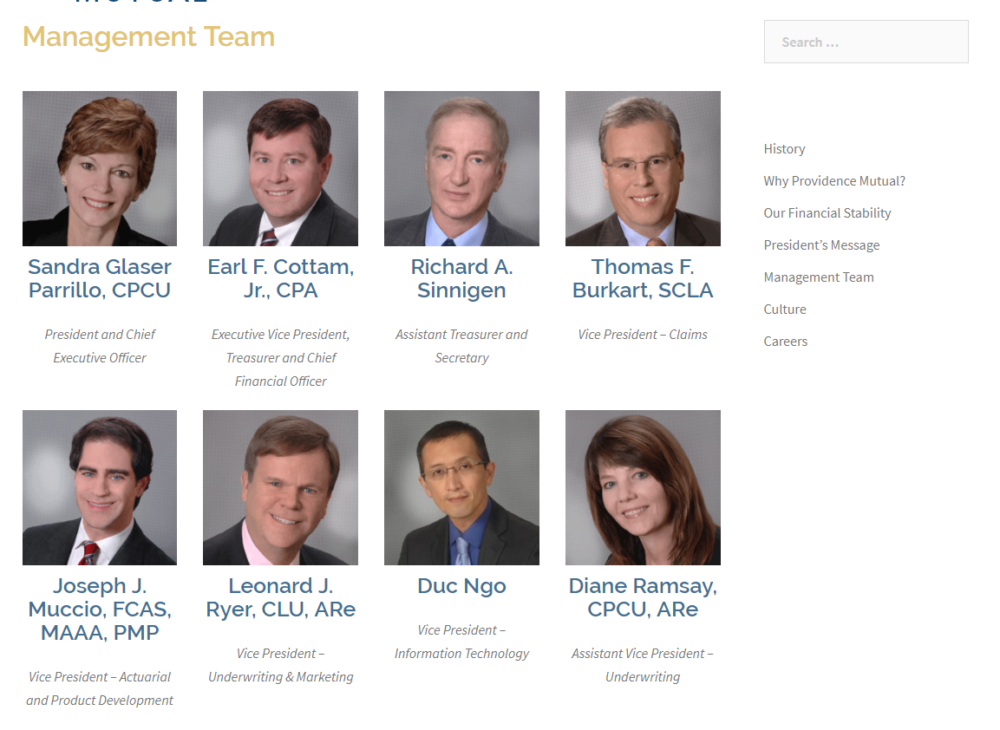 MUTUAL
Management Team
Search …
Sandra Glaser
Parrillo, CPCU
President and Chief
Executive Officer
Earl F. Cottam,
Jr., CPA
Executive Vice President,
Treasurer and Chief
Financial Officer
Richard A.
Sinnigen
Assistant Treasurer and
Secretary
Thomas F.
Burkart, SCLA
Vice President – Claims
Joseph J.
Muccio, FCAS,
MAAA, PMP
Vice President – Actuarial
and Product Development
Leonard J.
Ryer, CLU, ARe
Vice President –
Underwriting & Marketing
Duc Ngo
Vice President –
Information Technology
Diane Ramsay,
CPCU, ARe
Assistant Vice President –
Underwriting
History
Why Providence Mutual?
Our Financial Stability
President’s Message
Management Team
Culture
Careers